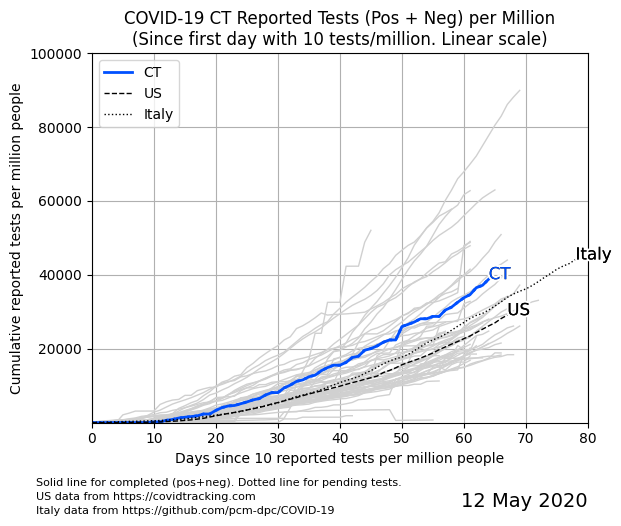 COVID-19 CT Reported Tests (Pos + Neg) per Million
(Since first day with 10 tests/million. Linear scale)
Cumulative reported tests per million people
100000
80000
60000
40000
20000
CT
US
Italy
Italy
CT
US
0 10 20 30 40 50 60 70 80
Days since 10 reported tests per million people
Solid line for completed (pos+neg). Dotted line for pending tests.
US data from https://covidtracking.com
Italy data from https://github.com/pcm-dpc/COVID-19
12 May 2020